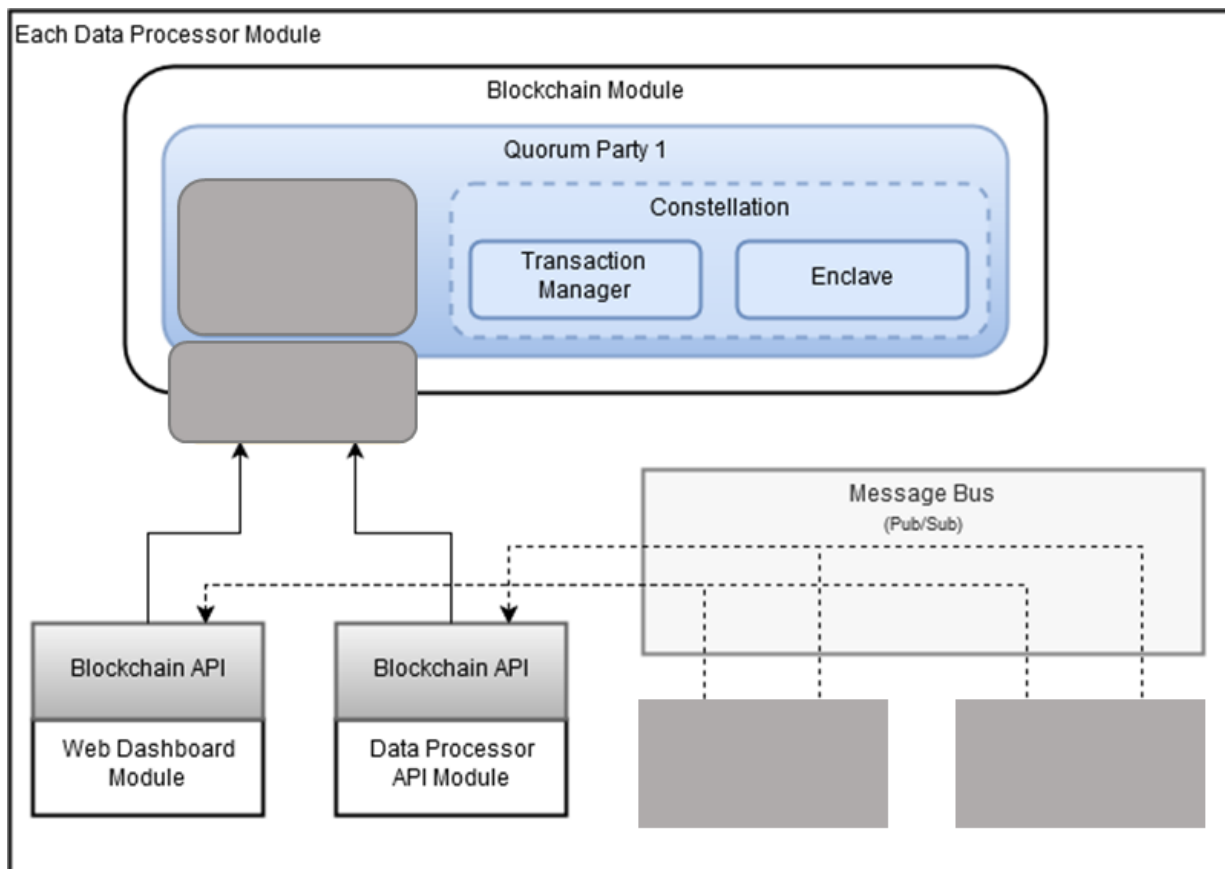 Each Data Processor Module
Blockchain Module
Quorum Party 1
Constellation
Transaction
Manager
Enclave
Message Bus
(Pub/Sub)
Blockchain API
Blockchain API
Web Dashboard
Module
Data Processor
API Module